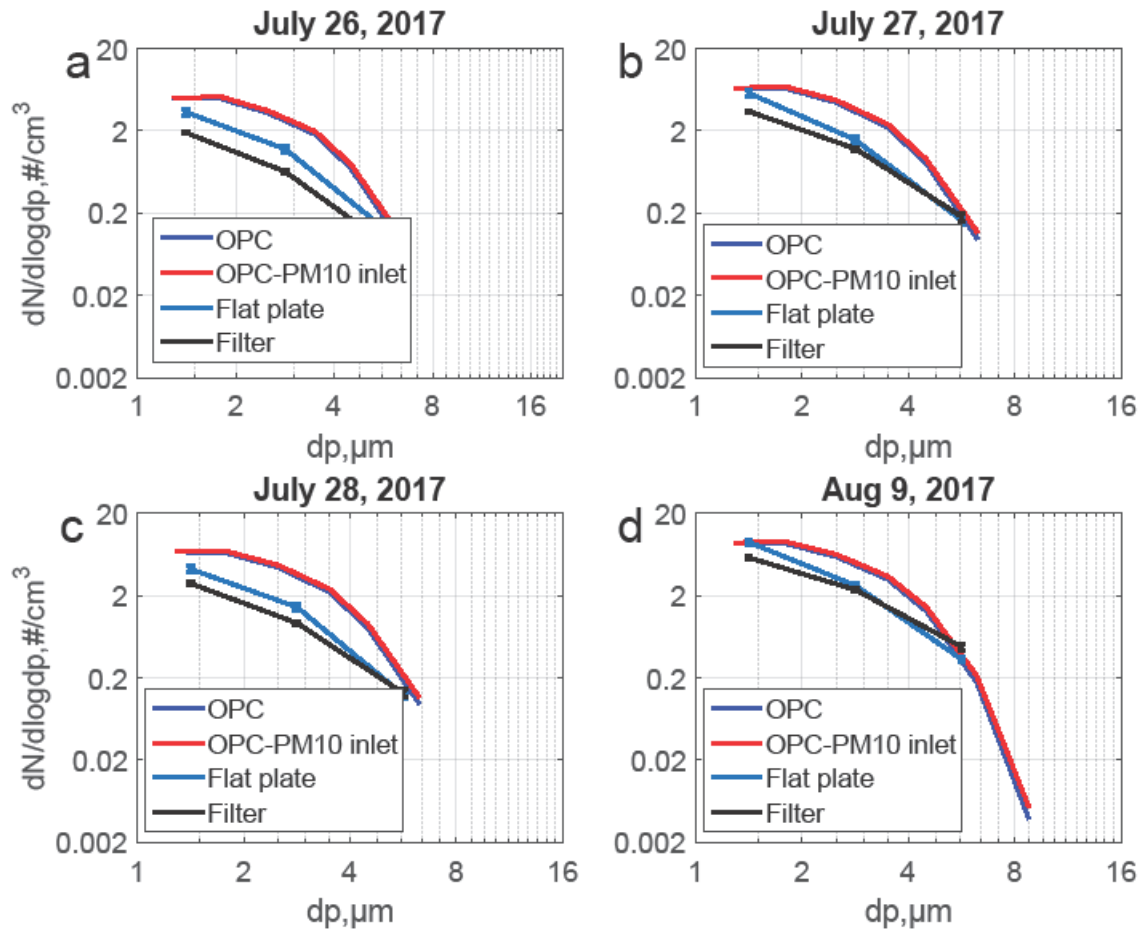 July 26, 2017
a
dN/dlogdp,#/cm³
20
2
0.2
0.02
0.002
OPC
OPC-PM10 inlet
Flat plate
Filter
1 2 4 8 16
dp,µm
July 27, 2017
b
20
2
0.2
0.02
0.002
OPC
OPC-PM10 inlet
Flat plate
Filter
1 2 4 8 16
dp,µm
July 28, 2017
c
dN/dlogdp,#/cm³
20
2
0.2
0.02
0.002
OPC
OPC-PM10 inlet
Flat plate
Filter
1 2 4 8 16
dp,µm
Aug 9, 2017
d
20
2
0.2
0.02
0.002
OPC
OPC-PM10 inlet
Flat plate
Filter
1 2 4 8 16
dp,µm